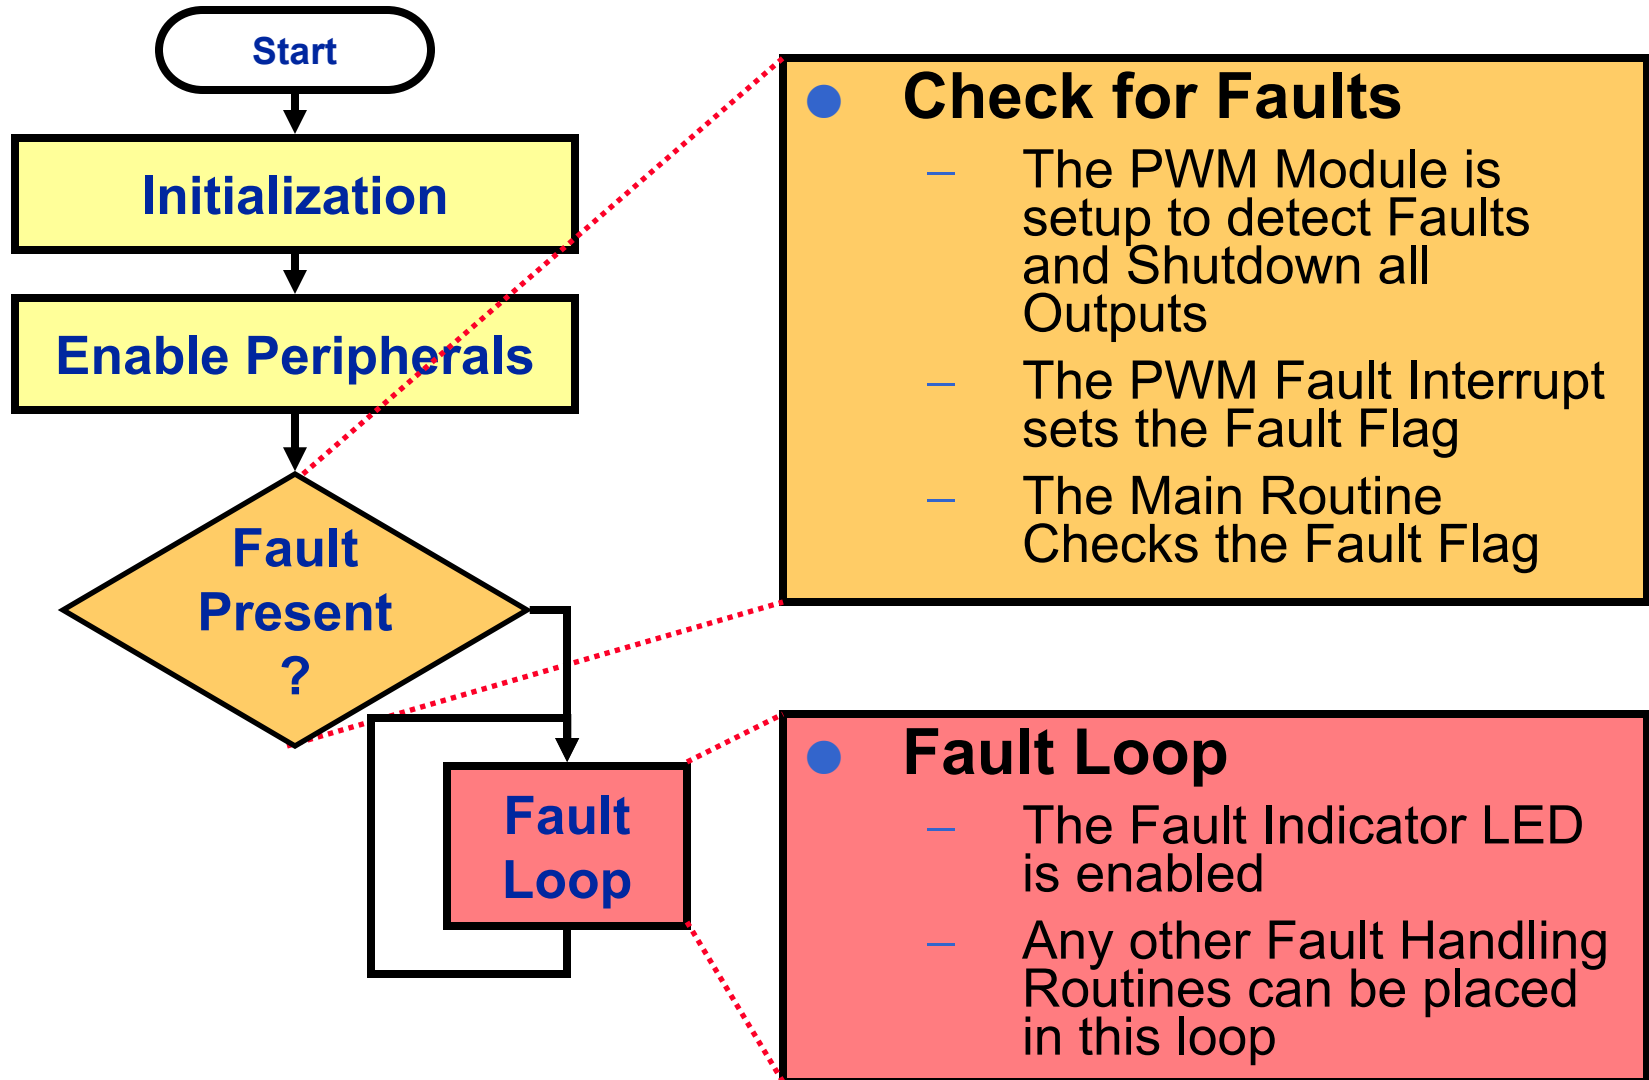 Start
Initialization
Enable Peripherals
Fault
Present
?
Fault
Loop
● Check for Faults
– The PWM Module is
setup to detect Faults
and Shutdown all
Outputs
– The PWM Fault Interrupt
sets the Fault Flag
– The Main Routine
Checks the Fault Flag
● Fault Loop
– The Fault Indicator LED
is enabled
– Any other Fault Handling
Routines can be placed
in this loop